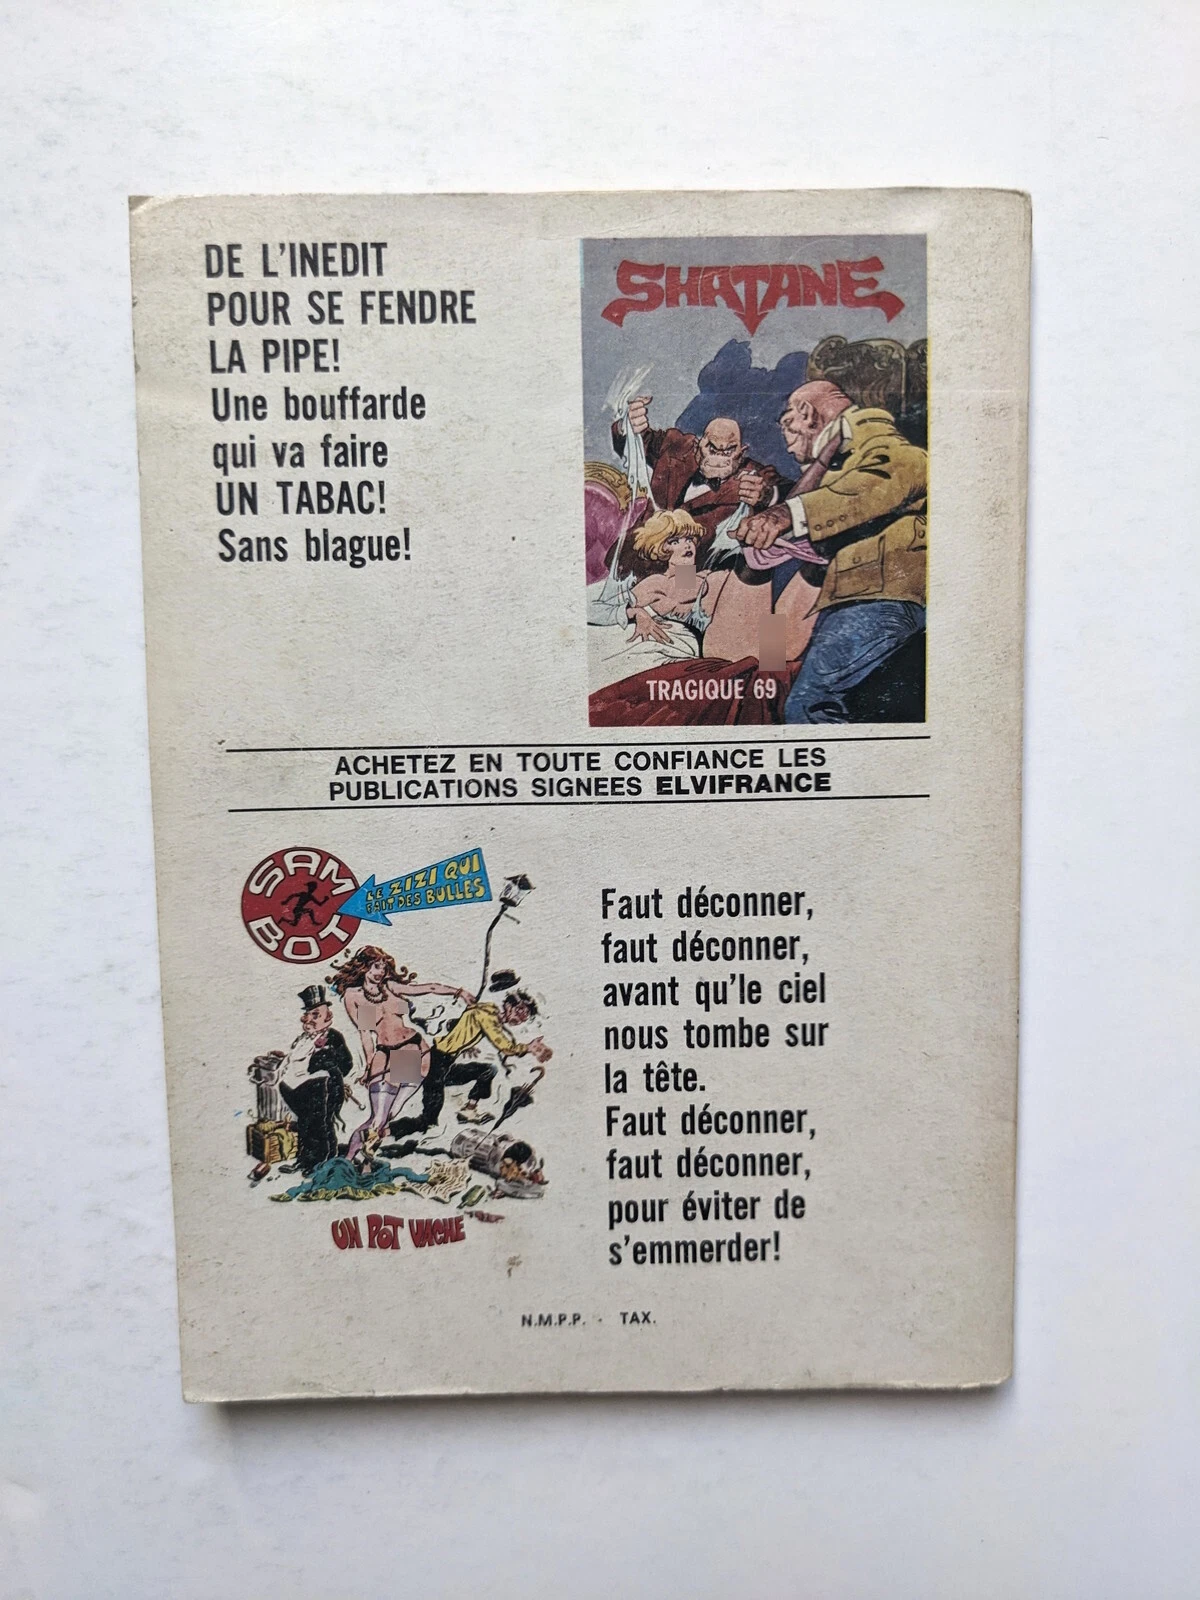 DE L'INEDIT
POUR SE FENDRE
LA PIPE!
Une bouffarde
qui va faire
UN TABAC!
Sans blague!
SHATANE
TRAGIQUE 69
ACHETEZ EN TOUTE CONFIANCE LES
PUBLICATIONS SIGNEES ELVIFRANCE
SAM
BOT
LE ZIZI QUI
FAIT DES BULLES
UN POT VACHE
Faut déconner,
faut déconner,
avant qu'le ciel
nous tombe sur
la tête.
Faut déconner,
faut déconner,
pour éviter de
s'emmerder!
N.M.P.P. - TAX.